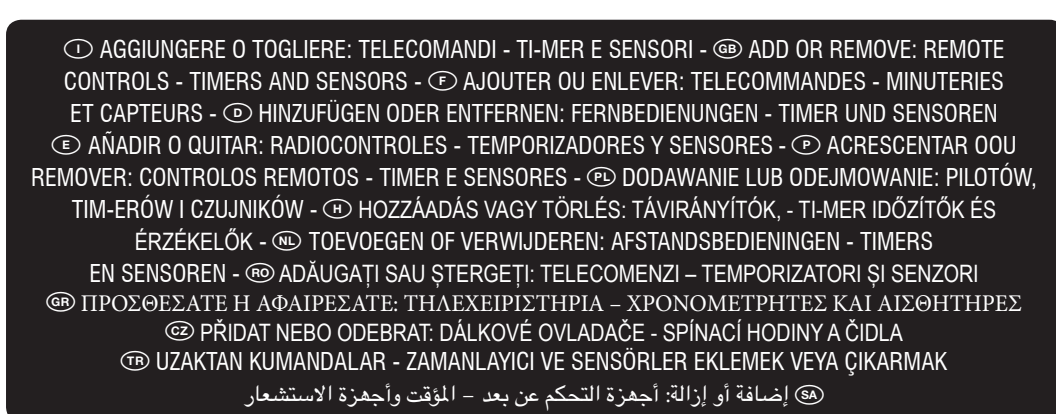 I AGGIUNGERE O TOGLIERE: TELECOMANDI - TI-MER E SENSORI - GB ADD OR REMOVE: REMOTE
CONTROLS - TIMERS AND SENSORS - F AJOUTER OU ENLEVER: TELECOMMANDES - MINUTERIES
ET CAPTEURS - D HINZUFÜGEN ODER ENTFERNEN: FERNBEDIENUNGEN - TIMER UND SENSOREN
E AÑADIR O QUITAR: RADIOCONTROLES - TEMPORIZADORES Y SENSORES - P ACRESCENTAR OOU
REMOVER: CONTROLOS REMOTOS - TIMER E SENSORES - PL DODAWANIE LUB ODEJMOWANIE: PILOTÓW,
TIM-ERÓW I CZUJNIKÓW - H HOZZÁADÁS VAGY TÖRLÉS: TÁVIRÁNYÍTÓK, - TI-MER IDŐZÍTŐK ÉS
ÉRZÉKELŐK - NL TOEVOEGEN OF VERWIJDEREN: AFSTANDSBEDIENINGEN - TIMERS
EN SENSOREN - RO ADĂUGAȚI SAU ȘTERGEȚI: TELECOMENZI – TEMPORIZATORI ȘI SENZORI
GR ΠΡΟΣΘΕΣΑΤΕ Η ΑΦΑΙΡΕΣΑΤΕ: ΤΗΛΕΧΕΙΡΙΣΤΗΡΙΑ – ΧΡΟΝΟΜΕΤΡΗΤΕΣ ΚΑΙ ΑΙΣΘΗΤΗΡΕΣ
CZ PŘIDAT NEBO ODEBRAT: DÁLKOVÉ OVLADAČE - SPÍNACÍ HODINY A ČIDLA
TR UZAKTAN KUMANDALAR - ZAMANLAYICI VE SENSÖRLER EKLEMEK VEYA ÇIKARMAK
SA إضافة أو إزالة: أجهزة التحكم عن بعد – المؤقت وأجهزة الاستشعار